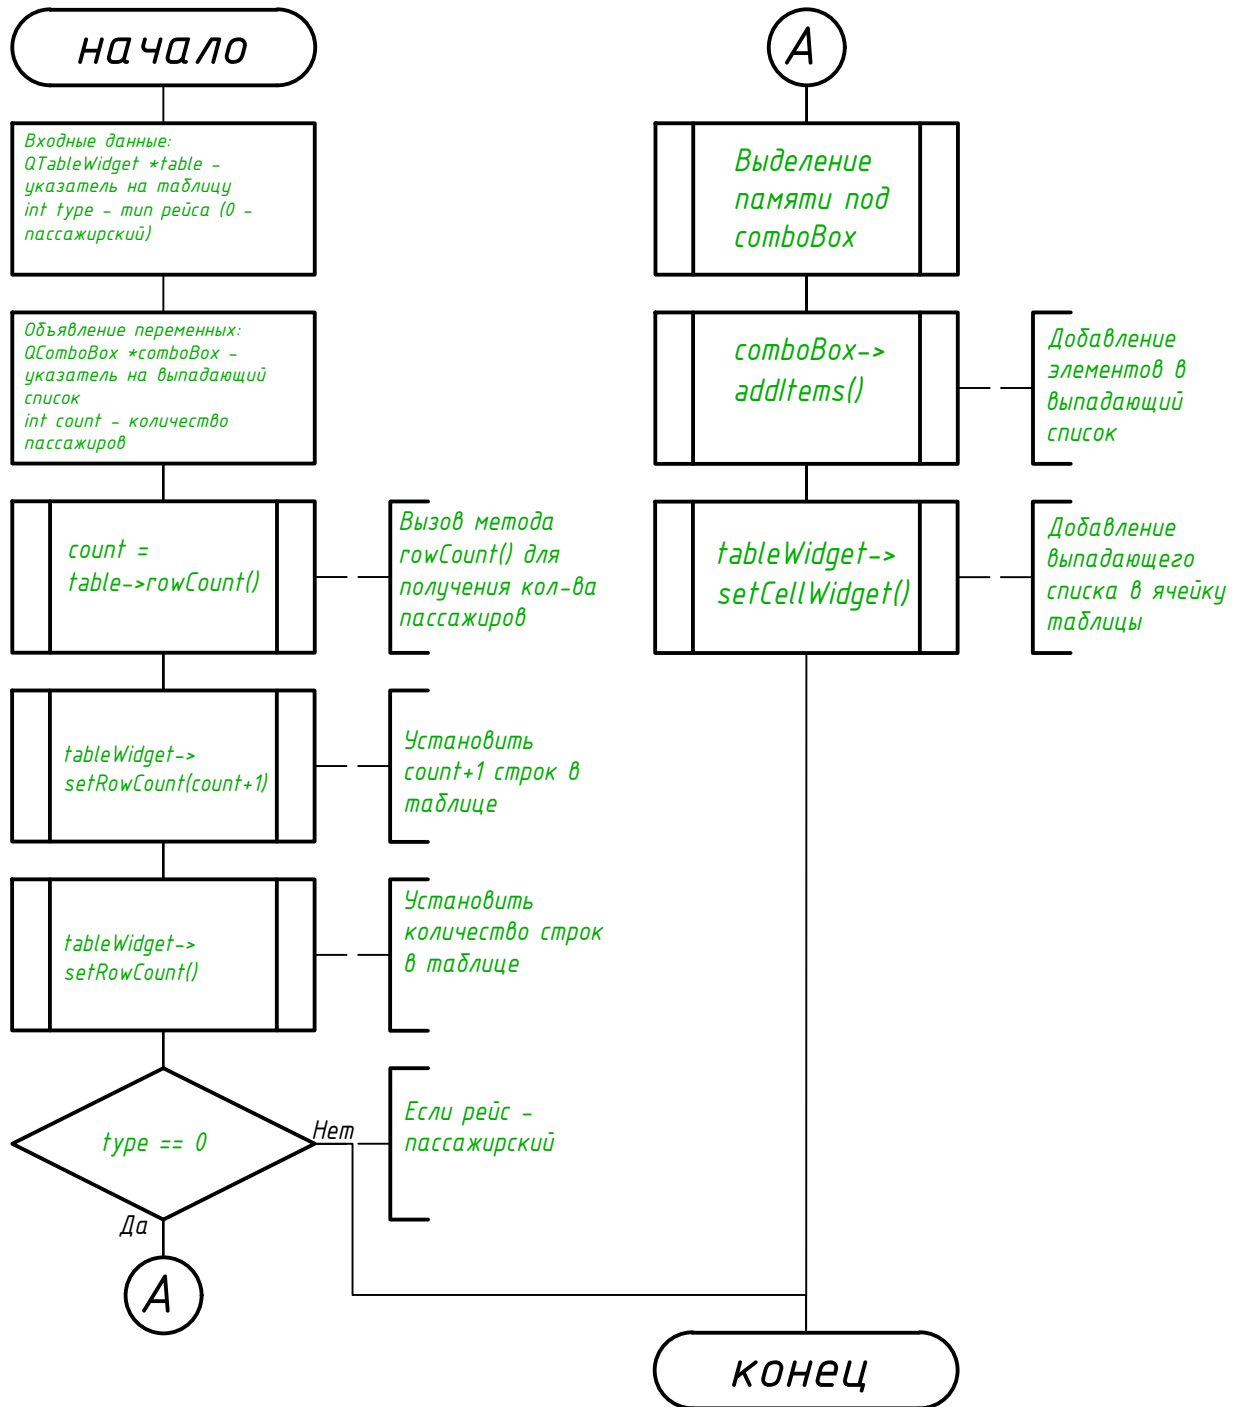 начало
Входные данные:
QTableWidget *table -
указатель на таблицу
int type - тип рейса (0 -
пассажирский)
Объявление переменных:
QComboBox *comboBox -
указатель на выпадающий
список
int count - количество
пассажиров
count =
table->rowCount()
Вызов метода
rowCount() для
получения кол-ва
пассажиров
tableWidget->
setRowCount(count+1)
Установить
count+1 строк в
таблице
tableWidget->
setRowCount()
Установить
количество строк
в таблице
type == 0
Нет
Если рейс -
пассажирский
Да
А
А
Выделение
памяти под
comboBox
comboBox->
addItems()
Добавление
элементов в
выпадающий
список
tableWidget->
setCellWidget()
Добавление
выпадающего
списка в ячейку
таблицы
конец